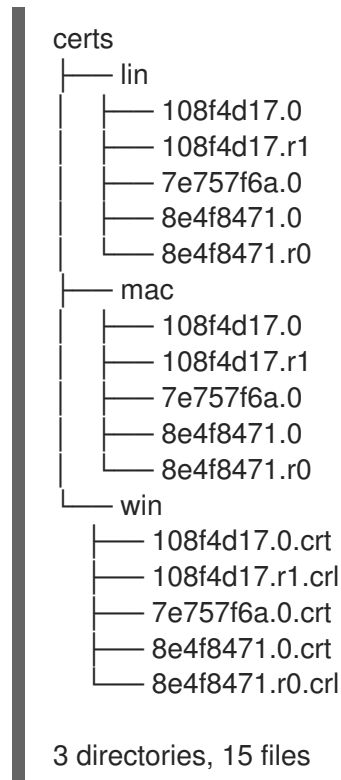 certs
├── lin
│   ├── 108f4d17.0
│   ├── 108f4d17.r1
│   ├── 7e757f6a.0
│   ├── 8e4f8471.0
│   └── 8e4f8471.r0
├── mac
│   ├── 108f4d17.0
│   ├── 108f4d17.r1
│   ├── 7e757f6a.0
│   ├── 8e4f8471.0
│   └── 8e4f8471.r0
└── win
    ├── 108f4d17.0.crt
    ├── 108f4d17.r1.crl
    ├── 7e757f6a.0.crt
    ├── 8e4f8471.0.crt
    └── 8e4f8471.r0.crl
3 directories, 15 files